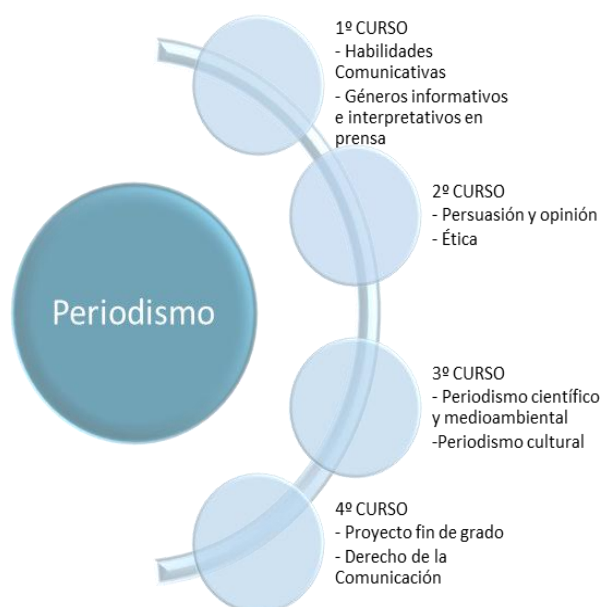 1º CURSO
- Habilidades
Comunicativas
- Géneros informativos
e interpretativos en
prensa
2º CURSO
- Persuasión y opinión
- Ética
Periodismo
3º CURSO
- Periodismo científico
y medioambiental
-Periodismo cultural
4º CURSO
- Proyecto fin de grado
- Derecho de la
Comunicación